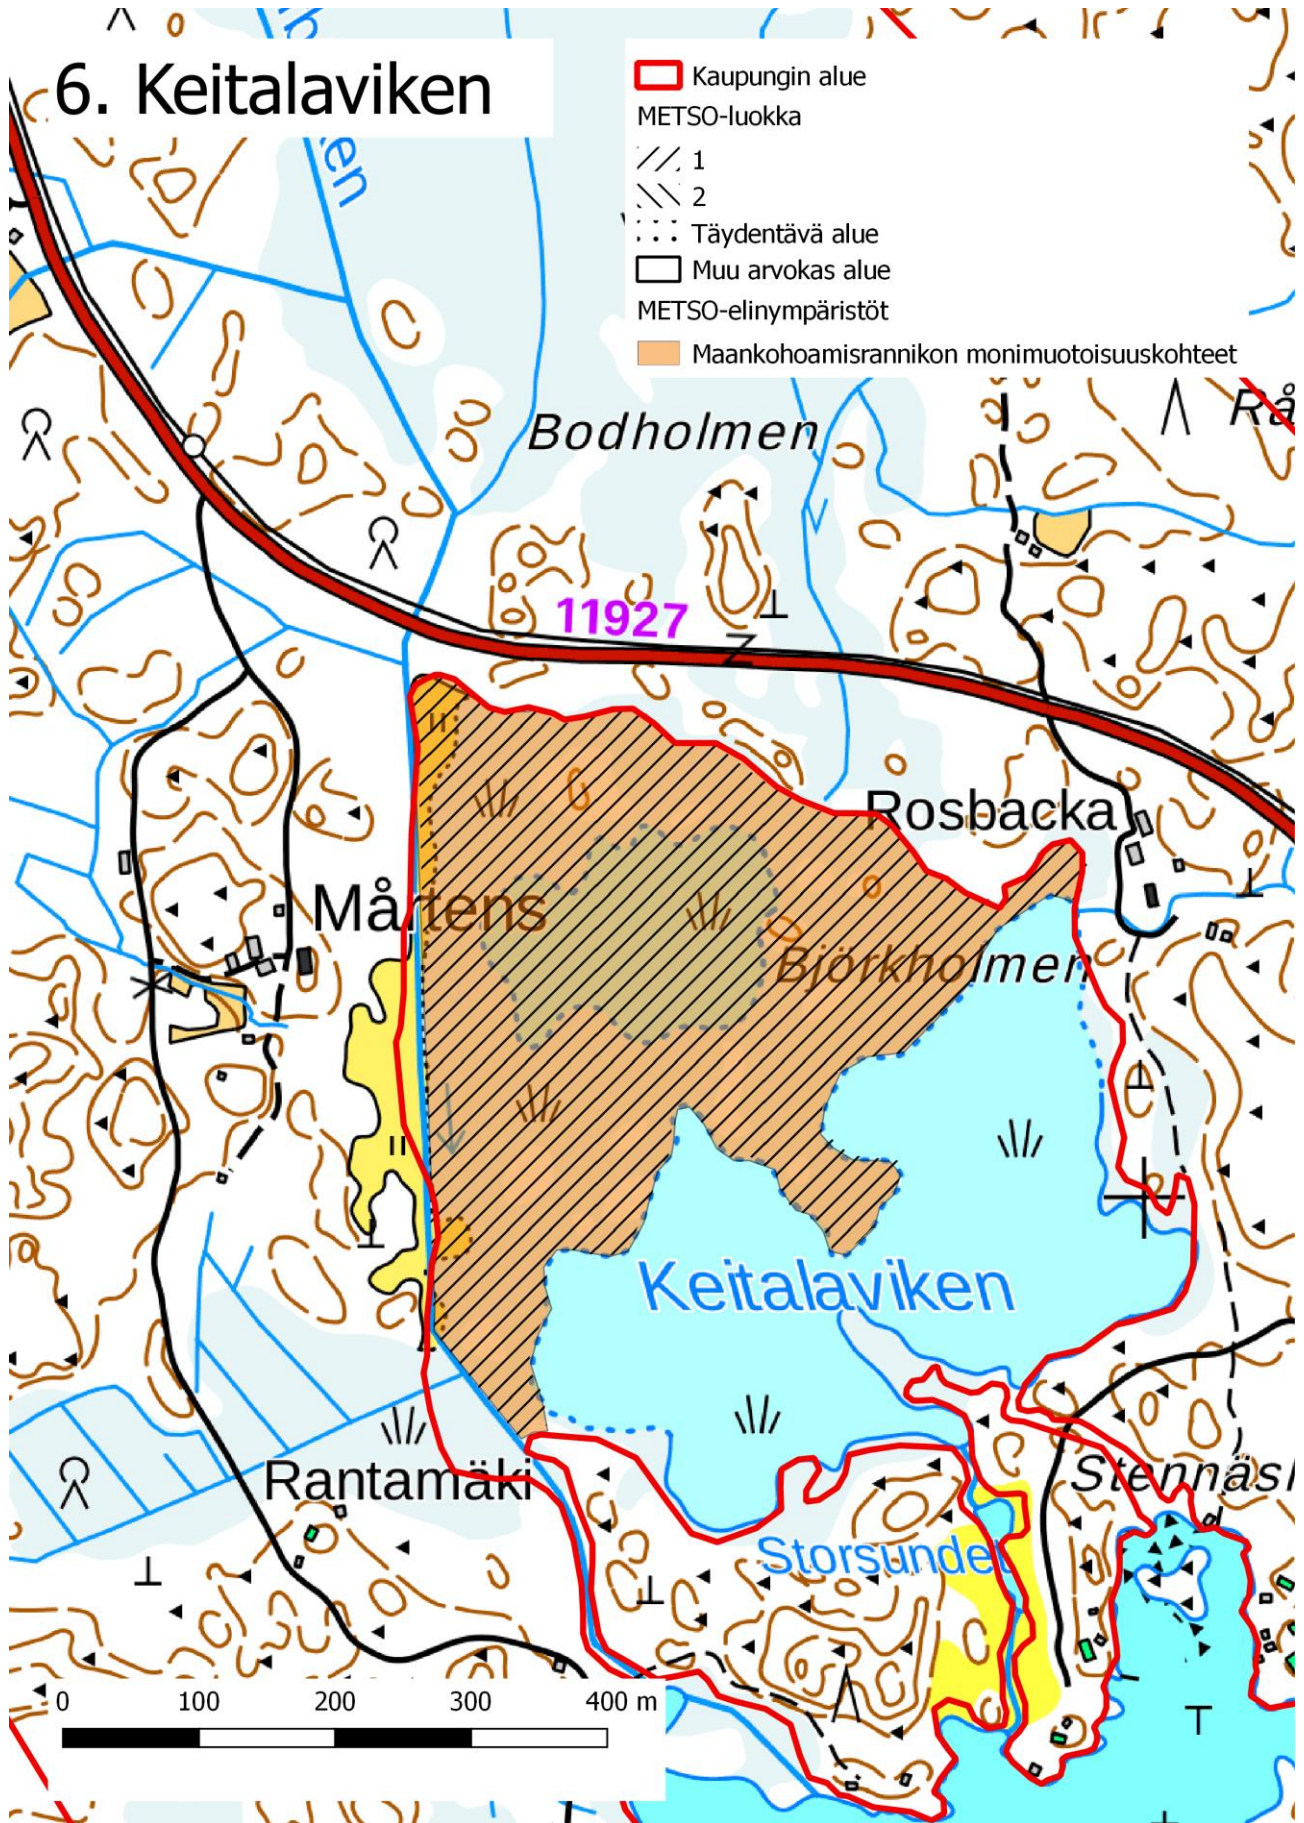 6. Keitalaviken
Kaupungin alue
METSO-luokka
1
2
Täydentävä alue
Muu arvokas alue
METSO-elinympäristöt
Maankohoamisrannikon monimuotoisuuskohteet
Bodholmen
11927
Rosbacka
Mårtens
Björkholmen
Keitalaviken
Rantamäki
Storsundet
0 100 200 300 400 m